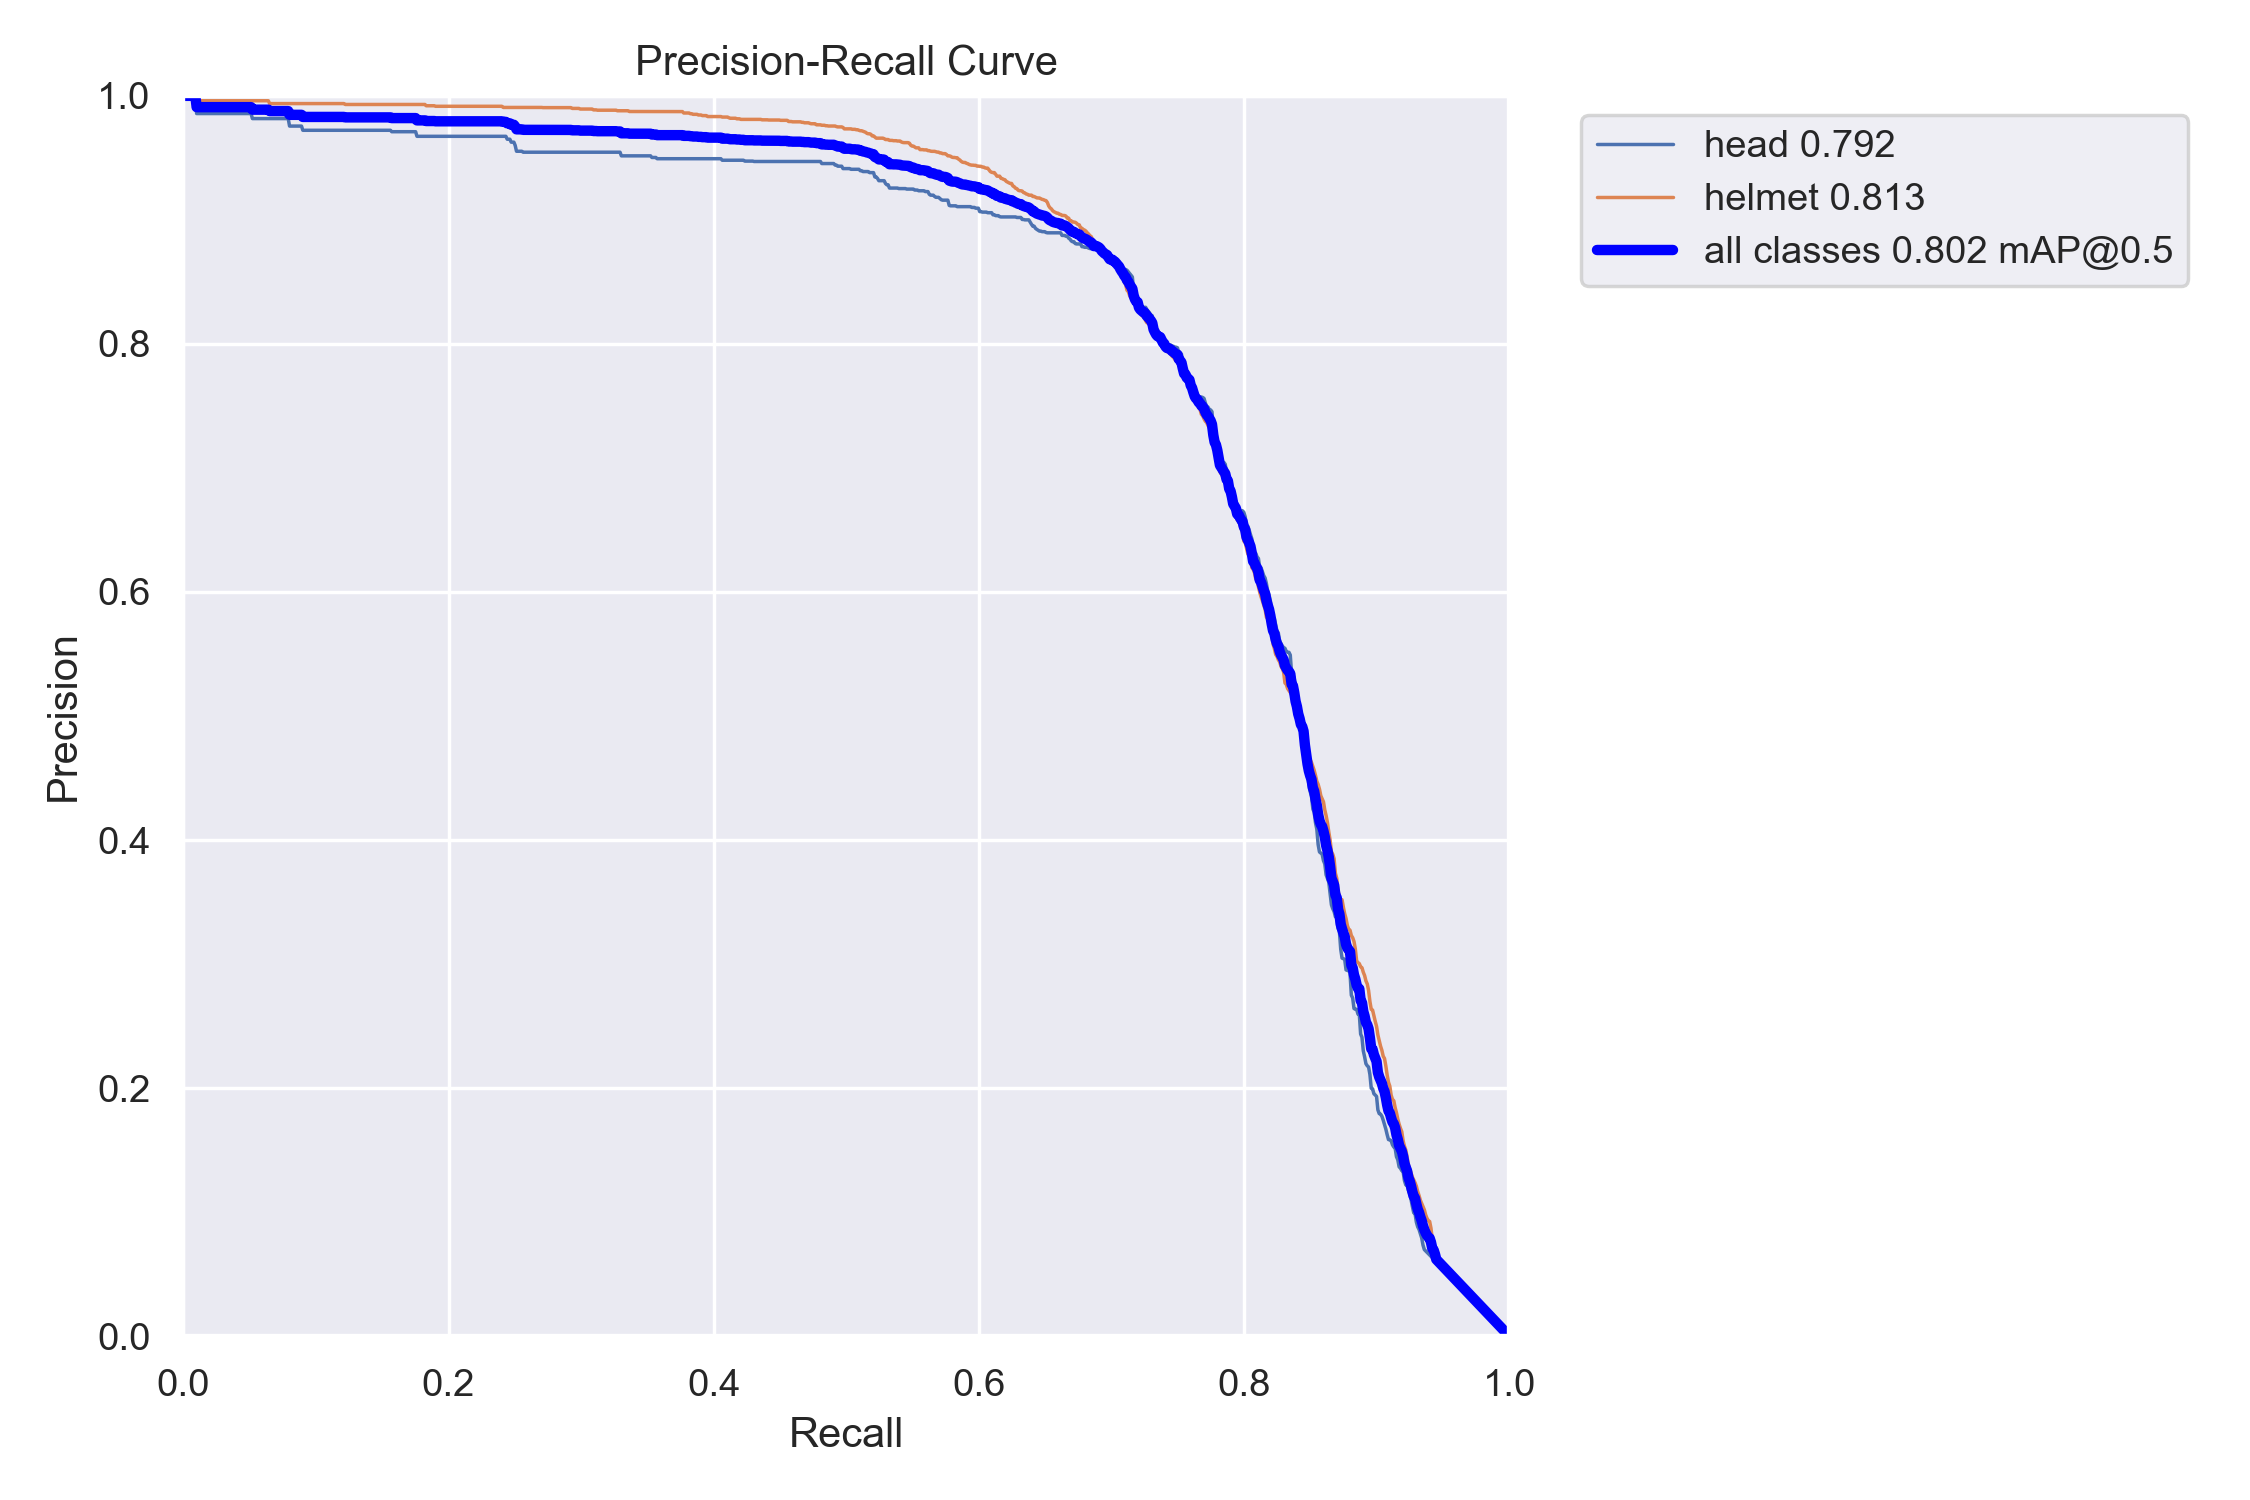 Precision-Recall Curve
1.0
0.8
0.6
0.4
0.2
0.0
Precision
0.0 0.2 0.4 0.6 0.8 1.0
Recall
head 0.792
helmet 0.813
all classes 0.802 mAP@0.5